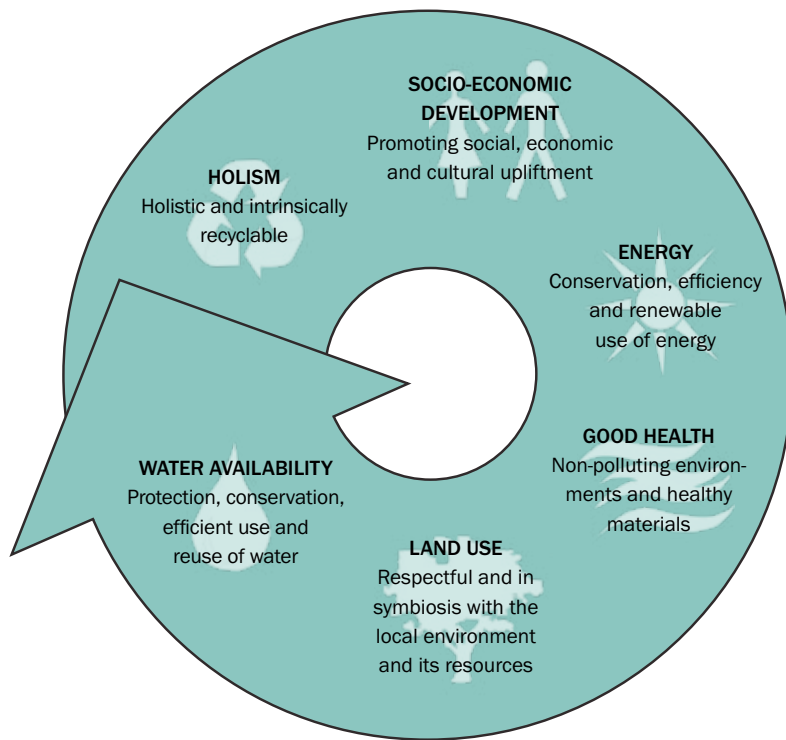 SOCIO-ECONOMIC
DEVELOPMENT
Promoting social, economic
and cultural upliftment
HOLISM
Holistic and intrinsically
recyclable
ENERGY
Conservation, efficiency
and renewable
use of energy
GOOD HEALTH
Non-polluting environ-
ments and healthy
materials
WATER AVAILABILITY
Protection, conservation,
efficient use and
reuse of water
LAND USE
Respectful and in
symbiosis with the
local environment
and its resources